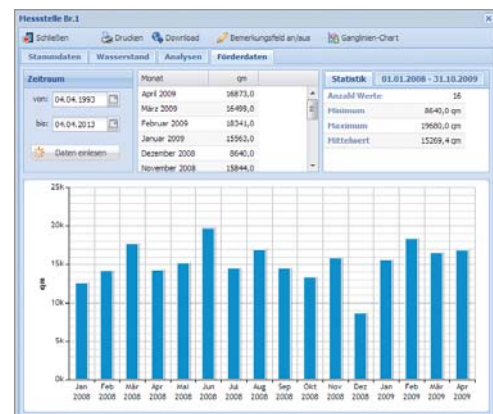 Messstelle Br.1
Schließen Drucken Download Bemerkungsfeld an/aus Ganglinien-Chart
Stammdaten Wasserstand Analysen Förderdaten
Zeitraum
von: 04.04.1993
bis: 04.04.2013
Daten einlesen
Monat qm
April 2009 16873,0
März 2009 16499,0
Februar 2009 18341,0
Januar 2009 15563,0
Dezember 2008 8640,0
November 2008 15844,0
Statistik 01.01.2008 - 31.10.2009
Anzahl Werte 16
Minimum 8640,0 qm
Maximum 19680,0 qm
Mittelwert 15269,4 qm
25k
20k
15k
10k
5k
0k
qm
Jan Feb Mär Apr Mai Jun Jul Aug Sep Okt Nov Dez Jan Feb Mär Apr
2008 2008 2008 2008 2008 2008 2008 2008 2008 2008 2008 2008 2009 2009 2009 2009